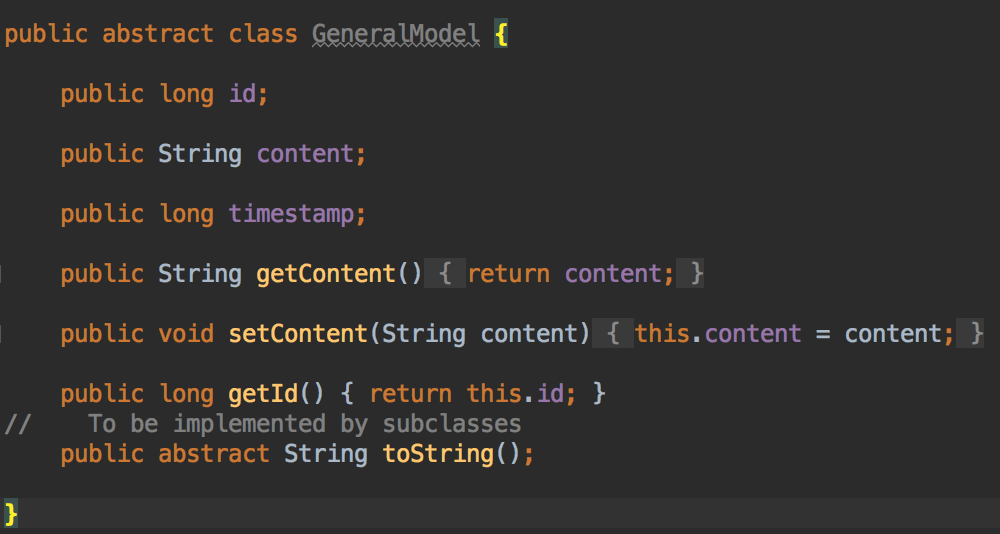 public abstract class GeneralModel {
public long id;
public String content;
public long timestamp;
public String getContent() { return content; }
public void setContent(String content) { this.content = content; }
public long getId() { return this.id; }
//    To be implemented by subclasses
public abstract String toString();
}